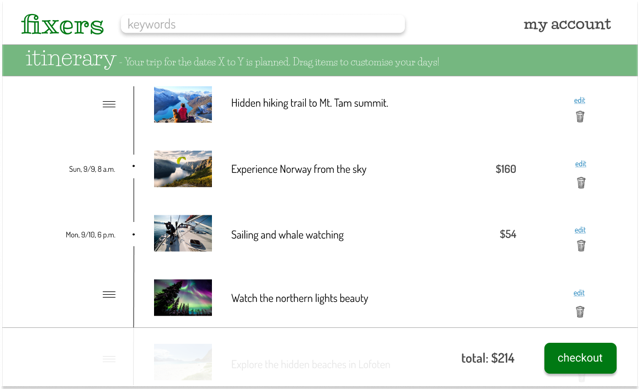 fixers
keywords
my account
itinerary - Your trip for the dates X to Y is planned. Drag items to customise your days!
Hidden hiking trail to Mt. Tam summit.
edit
Sun, 9/9, 8 a.m.
Experience Norway from the sky
$160
edit
Mon, 9/10, 6 p.m.
Sailing and whale watching
$54
edit
Watch the northern lights beauty
edit
Explore the hidden beaches in Lofoten
total: $214
checkout